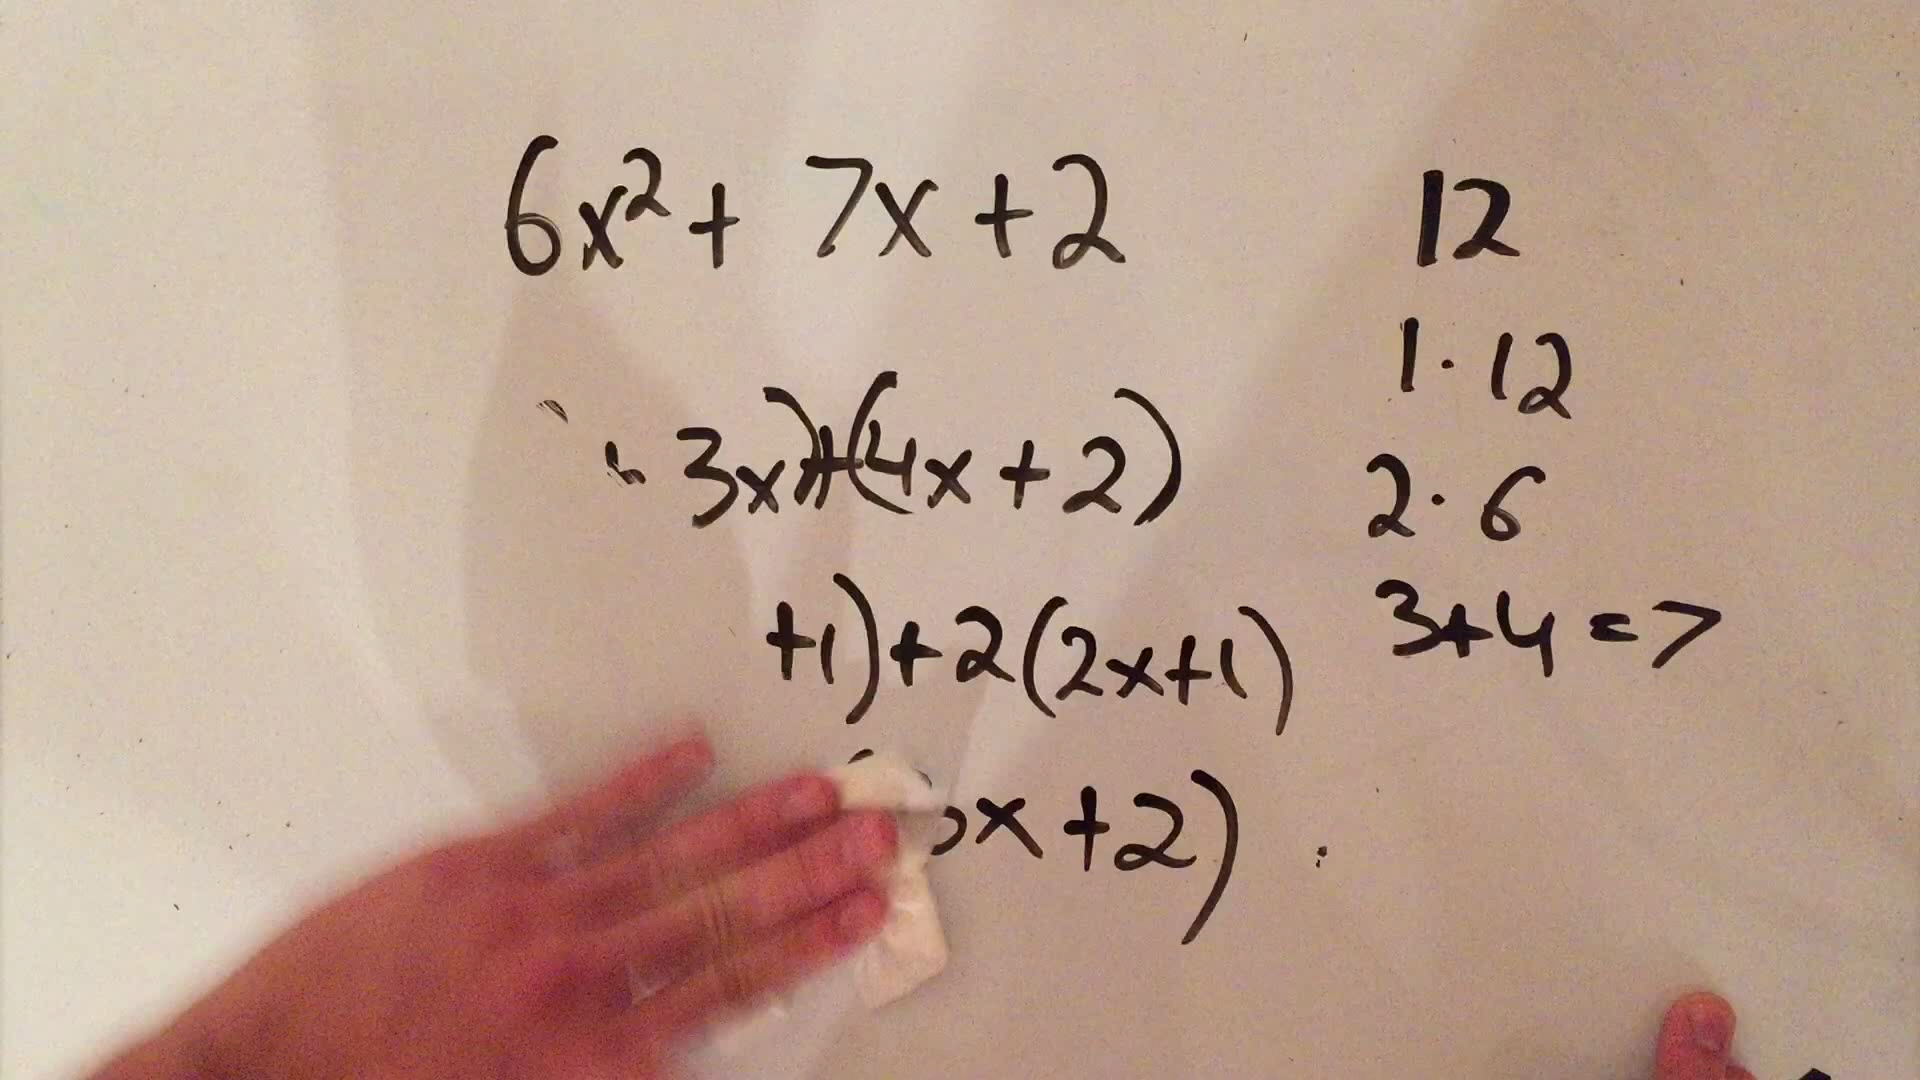 6x² + 7x + 2
3x) + (4x + 2)
+1) + 2(2x+1)
x + 2)
12
1 · 12
2 · 6
3+4 = 7